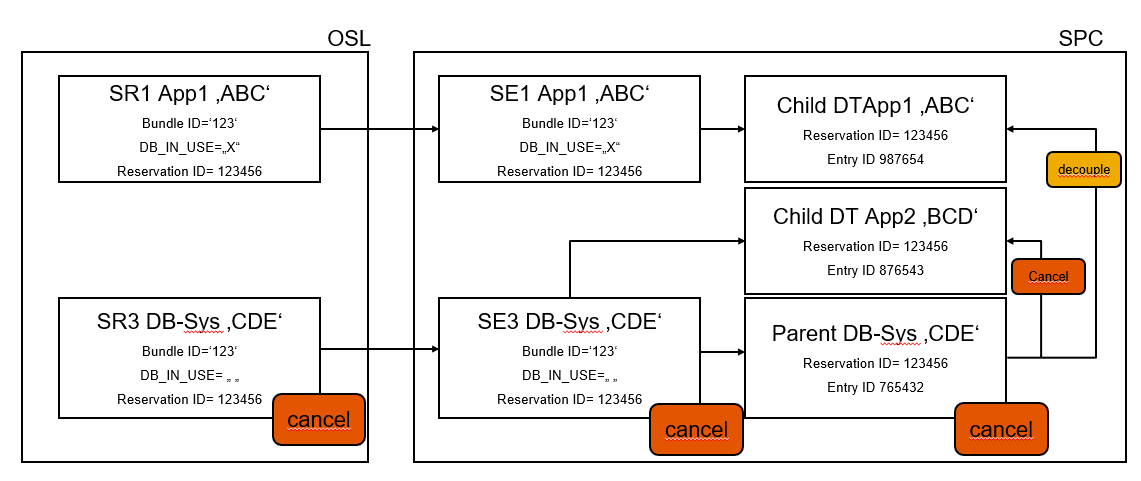 OSL
SPC
SR1 App1 ‚ABC‘
Bundle ID=‘123‘
DB_IN_USE=„X“
Reservation ID= 123456
SE1 App1 ‚ABC‘
Bundle ID=‘123‘
DB_IN_USE=„X“
Reservation ID= 123456
Child DTApp1 ‚ABC‘
Reservation ID= 123456
Entry ID 987654
decouple
Child DT App2 ‚BCD‘
Reservation ID= 123456
Entry ID 876543
Cancel
SR3 DB-Sys ‚CDE‘
Bundle ID=‘123‘
DB_IN_USE= „ „
Reservation ID= 123456
cancel
SE3 DB-Sys ‚CDE‘
Bundle ID=‘123‘
DB_IN_USE=„ „
Reservation ID= 123456
cancel
Parent DB-Sys ‚CDE‘
Reservation ID= 123456
Entry ID 765432
cancel